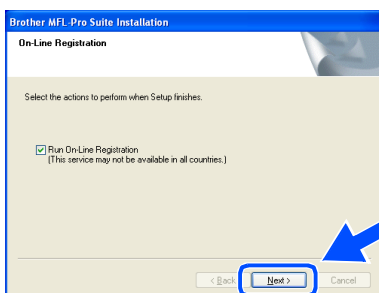 Brother MFL-Pro Suite Installation
On-Line Registration
Select the actions to perform when Setup finishes.
Run On-Line Registration
(This service may not be available in all countries.)
< Back
Next >
Cancel